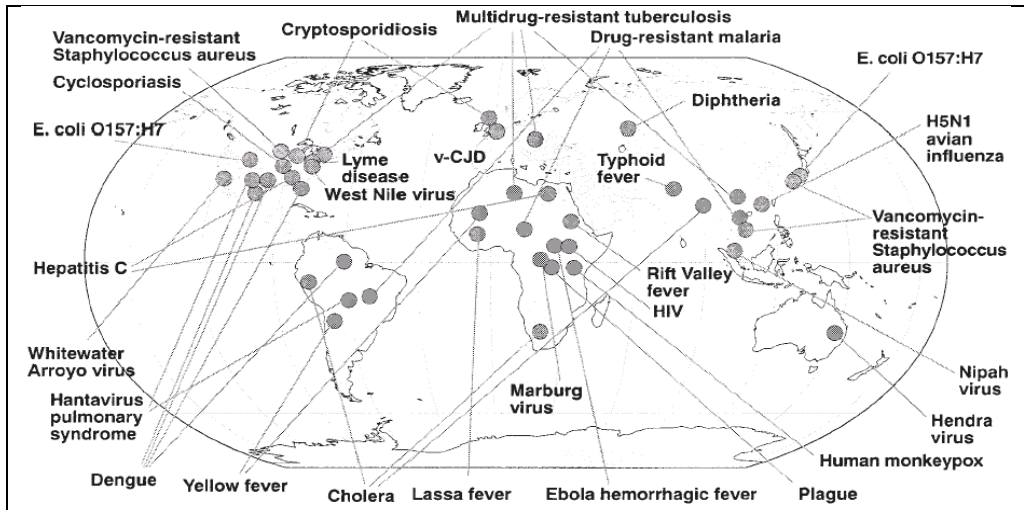 Multidrug-resistant tuberculosis
Cryptosporidiosis
Drug-resistant malaria
Vancomycin-resistant
Staphylococcus aureus
Cyclosporiasis
E. coli O157:H7
E. coli O157:H7
Diphtheria
H5N1
avian
influenza
v-CJD
Typhoid
fever
Lyme
disease
West Nile virus
Vancomycin-
resistant
Staphylococcus
aureus
Hepatitis C
Rift Valley
fever
HIV
Whitewater
Arroyo virus
Nipah
virus
Marburg
virus
Hantavirus
pulmonary
syndrome
Hendra
virus
Human monkeypox
Dengue
Yellow fever
Cholera
Lassa fever
Ebola hemorrhagic fever
Plague